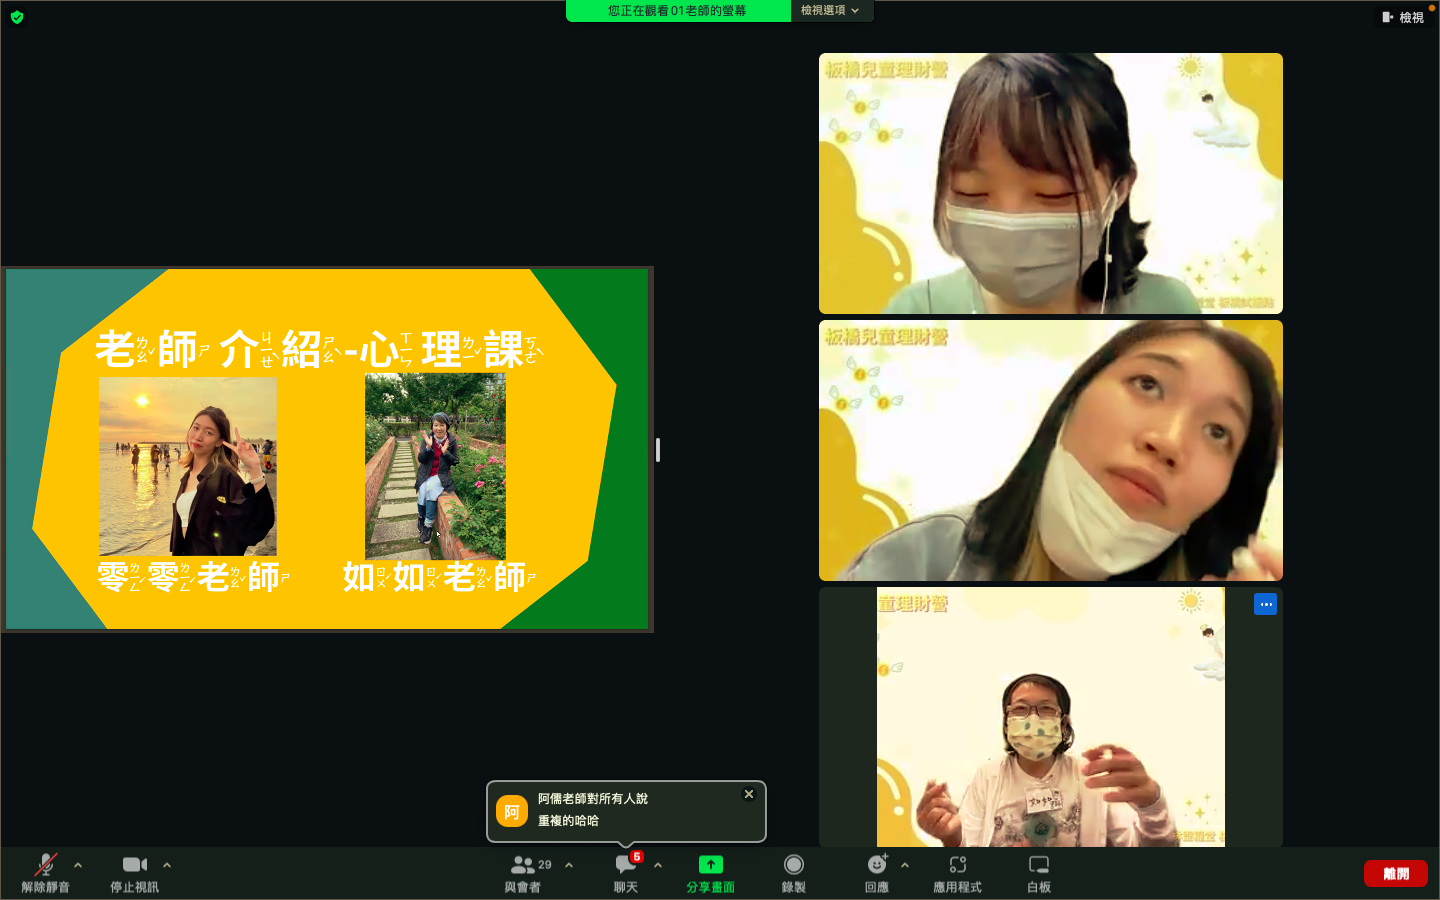 您正在觀看01老師的螢幕
檢視選項
檢視
老ㄌㄠˇ師ㄕ 介ㄐㄧㄝˋ紹ㄕㄠˋ-心ㄒㄧㄣ理ㄌㄧˇ課ㄎㄜˋ
零ㄌㄧㄥˊ零ㄌㄧㄥˊ老ㄌㄠˇ師ㄕ
如ㄖㄨˊ如ㄖㄨˊ老ㄌㄠˇ師ㄕ
板橋兒童理財營
板橋兒童理財營
童理財營
阿
阿儒老師對所有人說
重複的哈哈
解除靜音
停止視訊
29
與會者
5
聊天
分享畫面
錄製
回應
應用程式
白板
離開